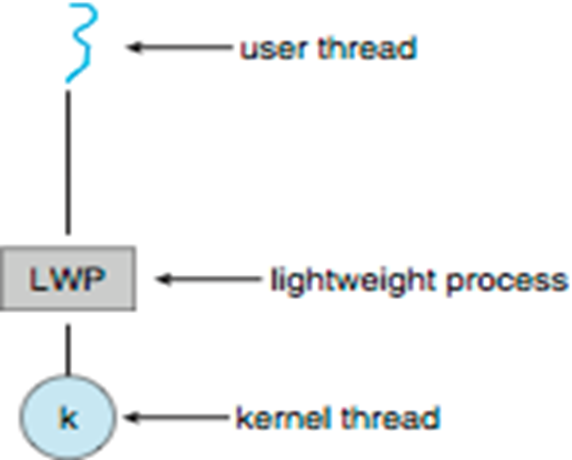 user thread
LWP
lightweight process
k
kernel thread